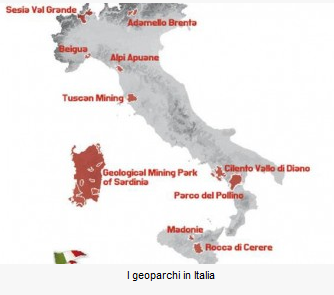 Sesia Val Grande
Adamello Brenta
Beigua
Alpi Apuane
Tuscan Mining
Geological Mining Park
of Sardinia
Cilento Vallo di Diano
Parco del Pollino
Madonie
Rocca di Cerere
I geoparchi in Italia